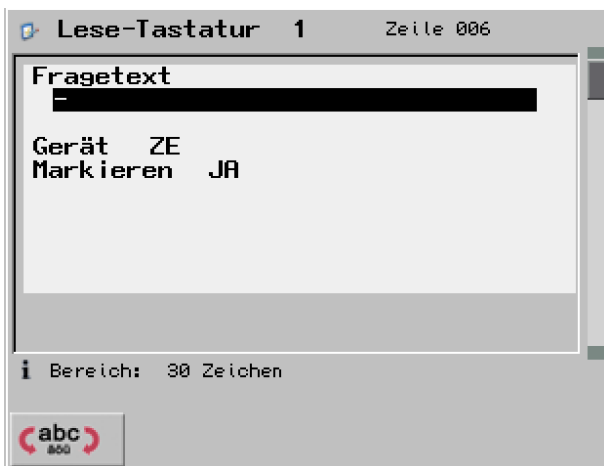 Lese-Tastatur 1 Zeile 006
Fragetext
-
Gerät ZE
Markieren JA
i Bereich: 30 Zeichen
abc